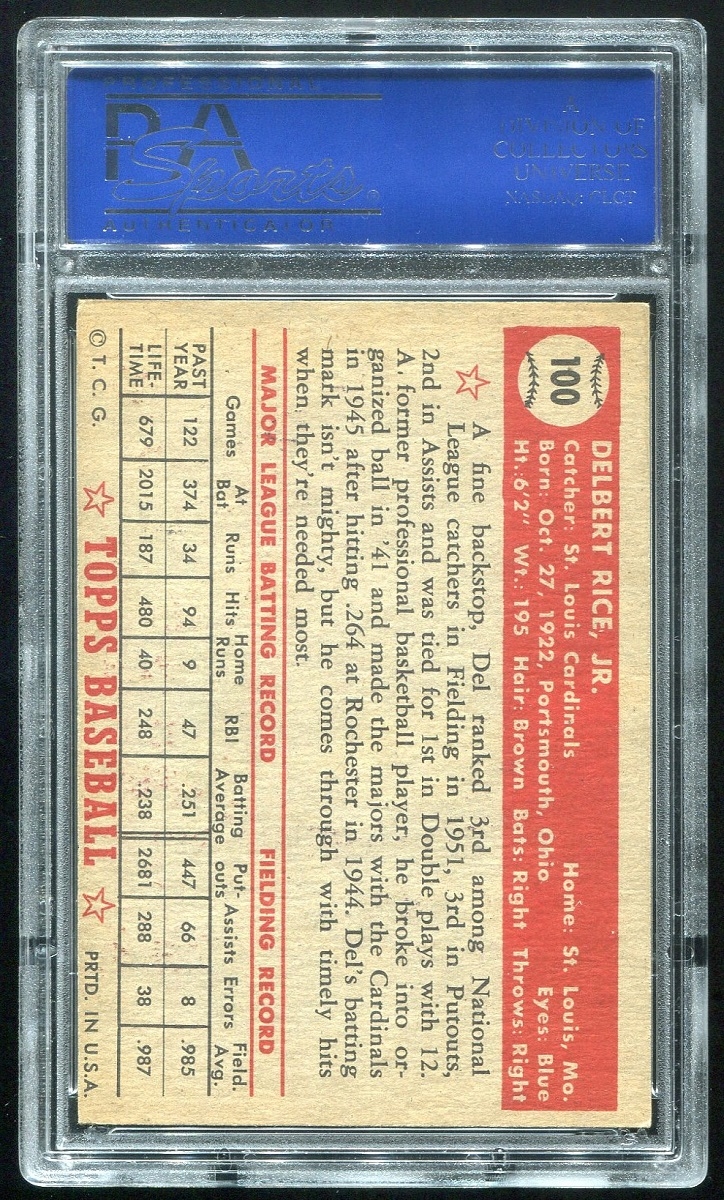 PROFESSIONAL
PSA
Sports®
AUTHENTICATOR
A
DIVISION OF
COLLECTORS
UNIVERSE
NASDAQ: CLCT
100
DELBERT RICE, JR.
Catcher: St. Louis Cardinals Home: St. Louis, Mo.
Born: Oct. 27, 1922, Portsmouth, Ohio Eyes: Blue
Ht.: 6'2" Wt.: 195 Hair: Brown Bats: Right Throws: Right
A fine backstop, Del ranked 3rd among National
League catchers in Fielding in 1951, 3rd in Putouts,
2nd in Assists and was tied for 1st in Double plays with 12.
A former professional basketball player, he broke into or-
ganized ball in '41 and made the majors with the Cardinals
in 1945 after hitting .264 at Rochester in 1944. Del's batting
mark isn't mighty, but he comes through with timely hits
when they're needed most.
MAJOR LEAGUE BATTING RECORD FIELDING RECORD
Games At Bat Runs Hits Home Runs RBI Batting Average Put-outs Assists Errors Field. Avg.
PAST YEAR 122 374 34 94 9 47 .251 447 66 8 .985
LIFE-TIME 679 2015 187 480 40 248 .238 2681 288 38 .987
© T. C. G. ☆ TOPPS BASEBALL ☆ PRTD. IN U.S.A.